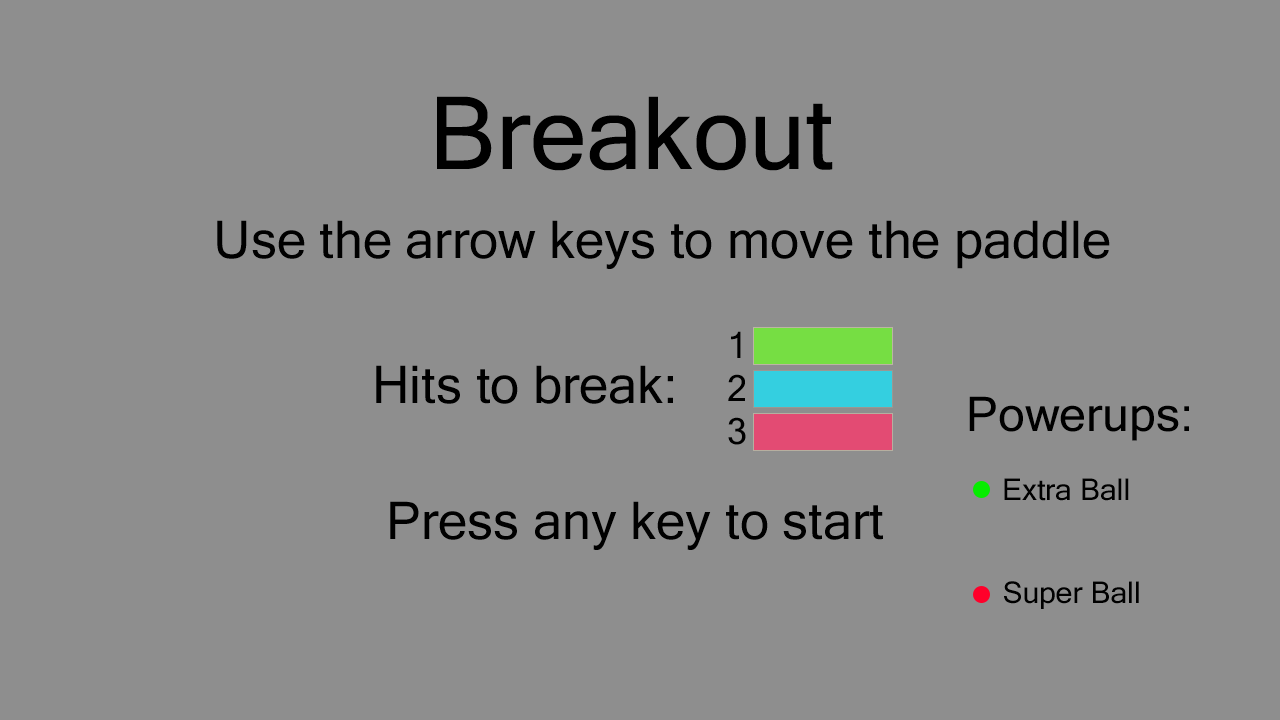 Breakout
Use the arrow keys to move the paddle
Hits to break:
1
2
3
Powerups:
Extra Ball
Press any key to start
Super Ball